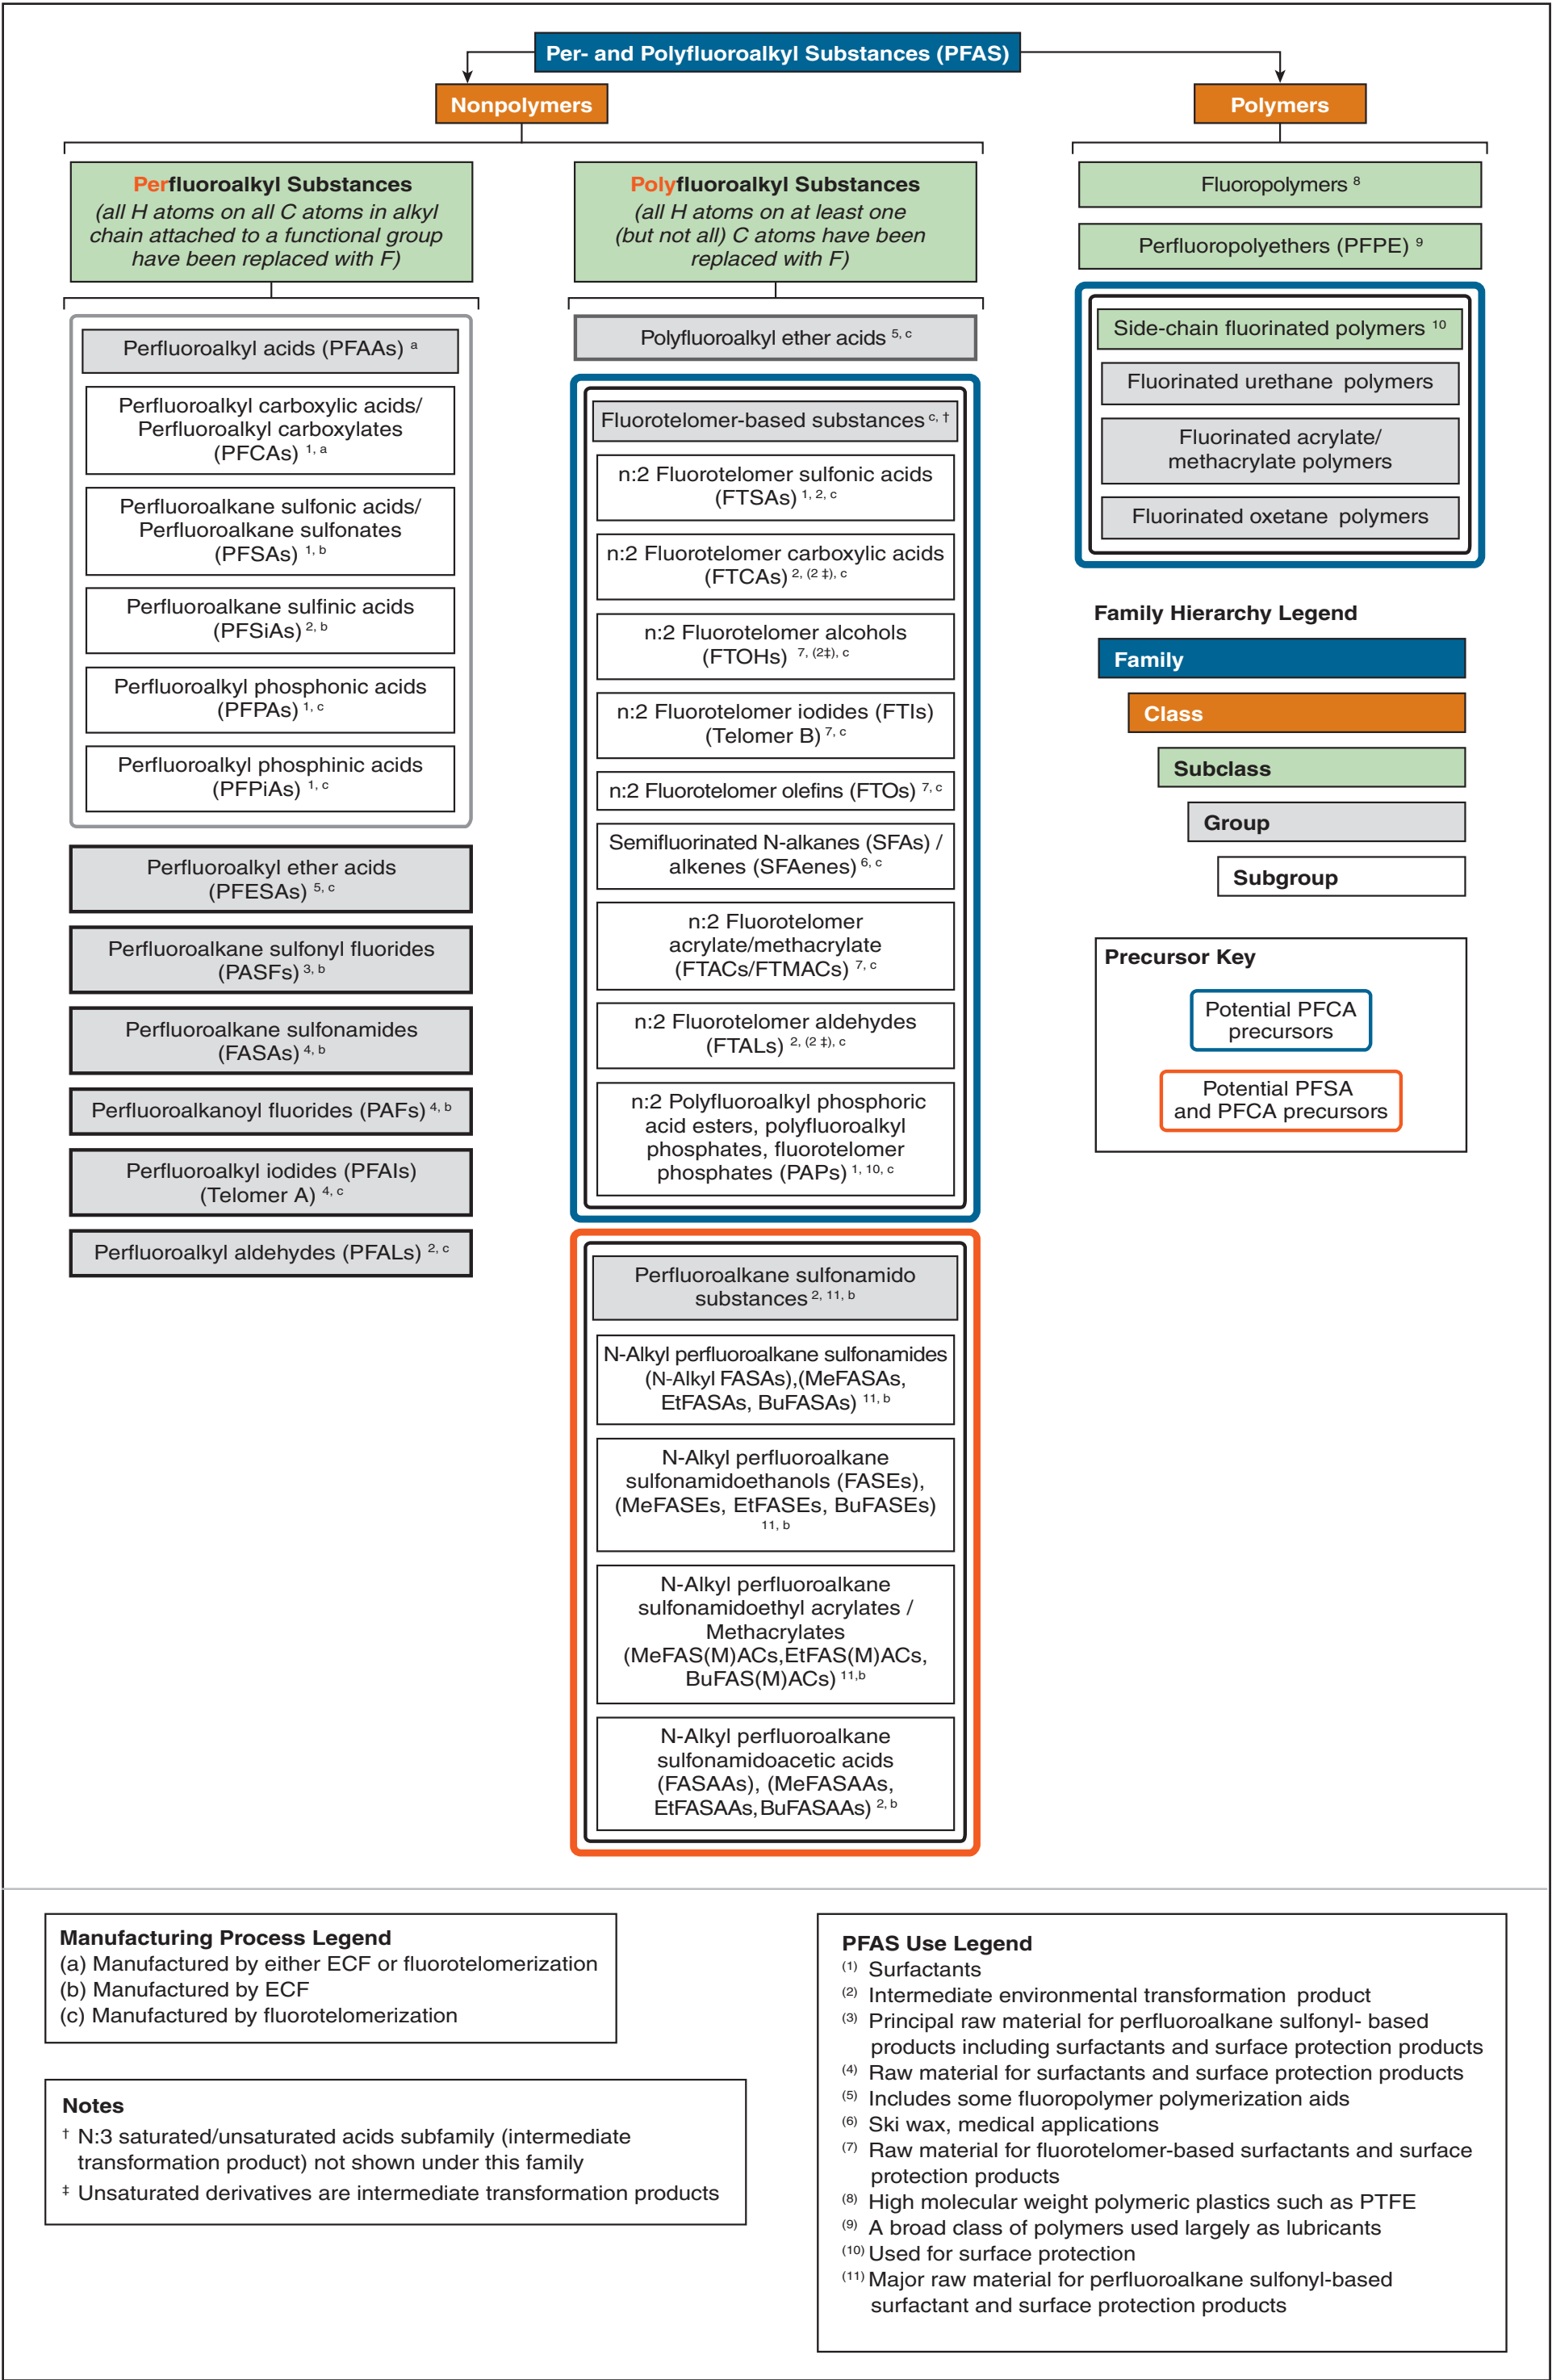 Per- and Polyfluoroalkyl Substances (PFAS)
Nonpolymers
Polymers
Perfluoroalkyl Substances
(all H atoms on all C atoms in alkyl
chain attached to a functional group
have been replaced with F)
Perfluoroalkyl acids (PFAAs) a
Perfluoroalkyl carboxylic acids/
Perfluoroalkyl carboxylates
(PFCAs) 1, a
Perfluoroalkane sulfonic acids/
Perfluoroalkane sulfonates
(PFSAs) 1, b
Perfluoroalkane sulfinic acids
(PFSiAs) 2, b
Perfluoroalkyl phosphonic acids
(PFPAs) 1, c
Perfluoroalkyl phosphinic acids
(PFPiAs) 1, c
Perfluoroalkyl ether acids
(PFESAs) 5, c
Perfluoroalkane sulfonyl fluorides
(PASFs) 3, b
Perfluoroalkane sulfonamides
(FASAs) 4, b
Perfluoroalkanoyl fluorides (PAFs) 4, b
Perfluoroalkyl iodides (PFAIs)
(Telomer A) 4, c
Perfluoroalkyl aldehydes (PFALs) 2, c
Polyfluoroalkyl Substances
(all H atoms on at least one
(but not all) C atoms have been
replaced with F)
Polyfluoroalkyl ether acids 5, c
Fluorotelomer-based substances c, †
n:2 Fluorotelomer sulfonic acids
(FTSAs) 1, 2, c
n:2 Fluorotelomer carboxylic acids
(FTCAs) 2, (2 ‡), c
n:2 Fluorotelomer alcohols
(FTOHs) 7, (2‡), c
n:2 Fluorotelomer iodides (FTIs)
(Telomer B) 7, c
n:2 Fluorotelomer olefins (FTOs) 7, c
Semifluorinated N-alkanes (SFAs) /
alkenes (SFAenes) 6, c
n:2 Fluorotelomer
acrylate/methacrylate
(FTACs/FTMACs) 7, c
n:2 Fluorotelomer aldehydes
(FTALs) 2, (2 ‡), c
n:2 Polyfluoroalkyl phosphoric
acid esters, polyfluoroalkyl
phosphates, fluorotelomer
phosphates (PAPs) 1, 10, c
Perfluoroalkane sulfonamido
substances 2, 11, b
N-Alkyl perfluoroalkane sulfonamides
(N-Alkyl FASAs),(MeFASAs,
EtFASAs, BuFASAs) 11, b
N-Alkyl perfluoroalkane
sulfonamidoethanols (FASEs),
(MeFASEs, EtFASEs, BuFASEs)
11, b
N-Alkyl perfluoroalkane
sulfonamidoethyl acrylates /
Methacrylates
(MeFAS(M)ACs,EtFAS(M)ACs,
BuFAS(M)ACs) 11,b
N-Alkyl perfluoroalkane
sulfonamidoacetic acids
(FASAAs), (MeFASAAs,
EtFASAAs,BuFASAAs) 2, b
Fluoropolymers 8
Perfluoropolyethers (PFPE) 9
Side-chain fluorinated polymers 10
Fluorinated urethane polymers
Fluorinated acrylate/
methacrylate polymers
Fluorinated oxetane polymers
Family Hierarchy Legend
Family
Class
Subclass
Group
Subgroup
Precursor Key
Potential PFCA
precursors
Potential PFSA
and PFCA precursors
Manufacturing Process Legend
(a) Manufactured by either ECF or fluorotelomerization
(b) Manufactured by ECF
(c) Manufactured by fluorotelomerization
Notes
† N:3 saturated/unsaturated acids subfamily (intermediate
transformation product) not shown under this family
‡ Unsaturated derivatives are intermediate transformation products
PFAS Use Legend
(1) Surfactants
(2) Intermediate environmental transformation product
(3) Principal raw material for perfluoroalkane sulfonyl- based
products including surfactants and surface protection products
(4) Raw material for surfactants and surface protection products
(5) Includes some fluoropolymer polymerization aids
(6) Ski wax, medical applications
(7) Raw material for fluorotelomer-based surfactants and surface
protection products
(8) High molecular weight polymeric plastics such as PTFE
(9) A broad class of polymers used largely as lubricants
(10) Used for surface protection
(11) Major raw material for perfluoroalkane sulfonyl-based
surfactant and surface protection products